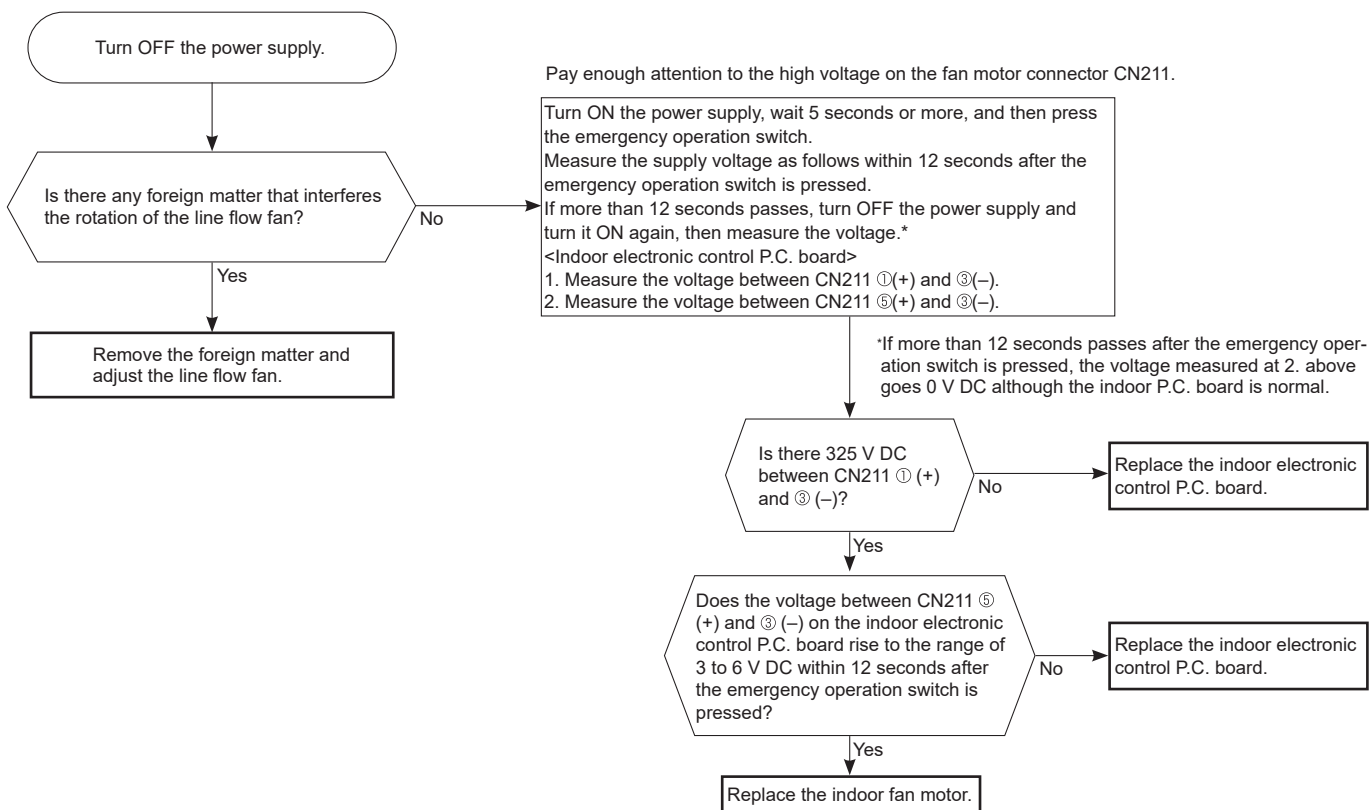 Turn OFF the power supply.
Is there any foreign matter that interferes
the rotation of the line flow fan?
No
Yes
Remove the foreign matter and
adjust the line flow fan.
Pay enough attention to the high voltage on the fan motor connector CN211.
Turn ON the power supply, wait 5 seconds or more, and then press
the emergency operation switch.
Measure the supply voltage as follows within 12 seconds after the
emergency operation switch is pressed.
If more than 12 seconds passes, turn OFF the power supply and
turn it ON again, then measure the voltage.*
<Indoor electronic control P.C. board>
1. Measure the voltage between CN211 ①(+) and ③(–).
2. Measure the voltage between CN211 ⑤(+) and ③(–).
*If more than 12 seconds passes after the emergency oper-
ation switch is pressed, the voltage measured at 2. above
goes 0 V DC although the indoor P.C. board is normal.
Is there 325 V DC
between CN211 ① (+)
and ③ (–)?
No
Replace the indoor electronic
control P.C. board.
Yes
Does the voltage between CN211 ⑤
(+) and ③ (–) on the indoor electronic
control P.C. board rise to the range of
3 to 6 V DC within 12 seconds after
the emergency operation switch is
pressed?
No
Replace the indoor electronic
control P.C. board.
Yes
Replace the indoor fan motor.